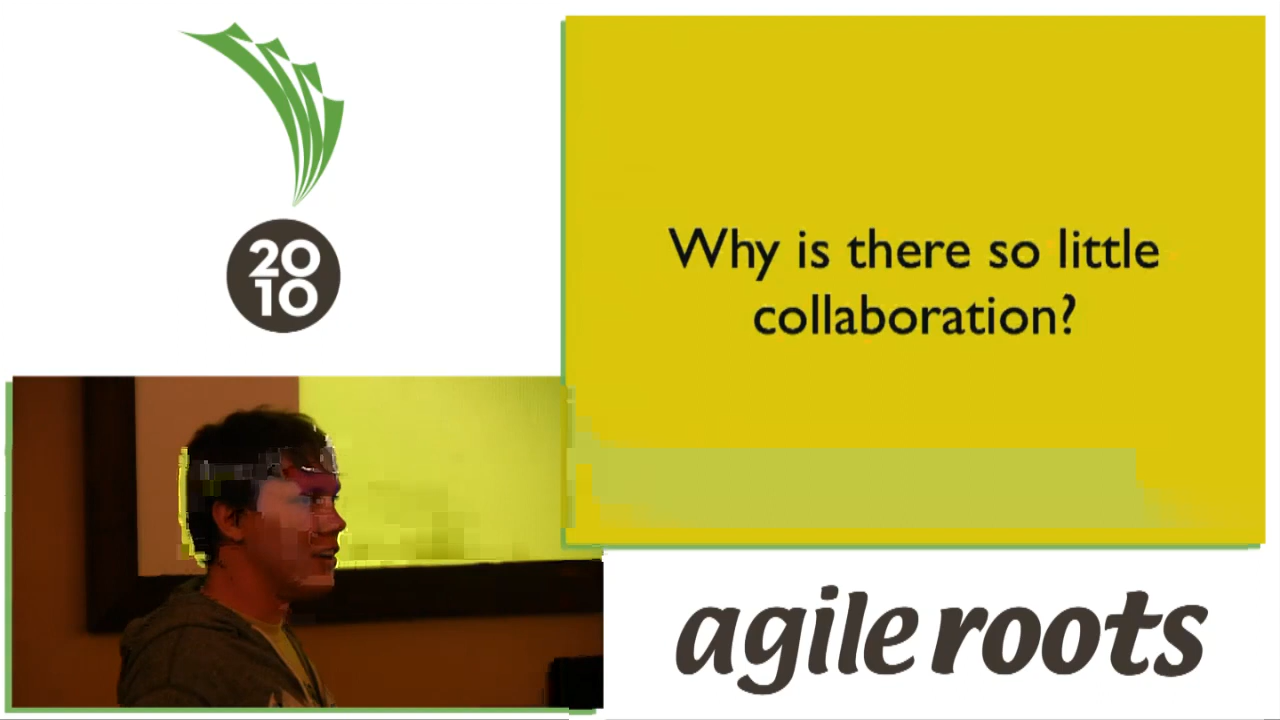 20
10
Why is there so little
collaboration?
agile roots